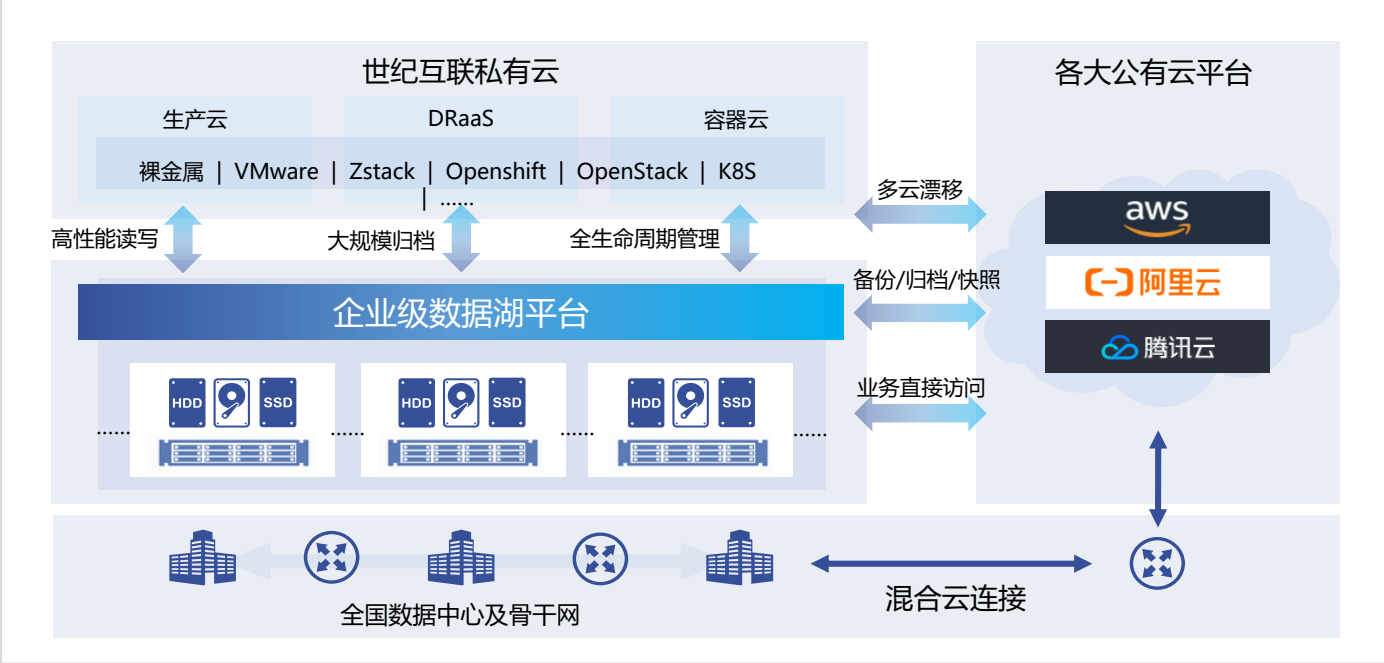 世纪互联私有云
生产云
DRaaS
容器云
裸金属 | VMware | Zstack | Openshift | OpenStack | K8S
| ......
高性能读写
大规模归档
全生命周期管理
企业级数据湖平台
HDD
SSD
HDD
SSD
HDD
SSD
......
......
......
......
多云漂移
备份/归档/快照
业务直接访问
各大公有云平台
aws
阿里云
腾讯云
全国数据中心及骨干网
混合云连接